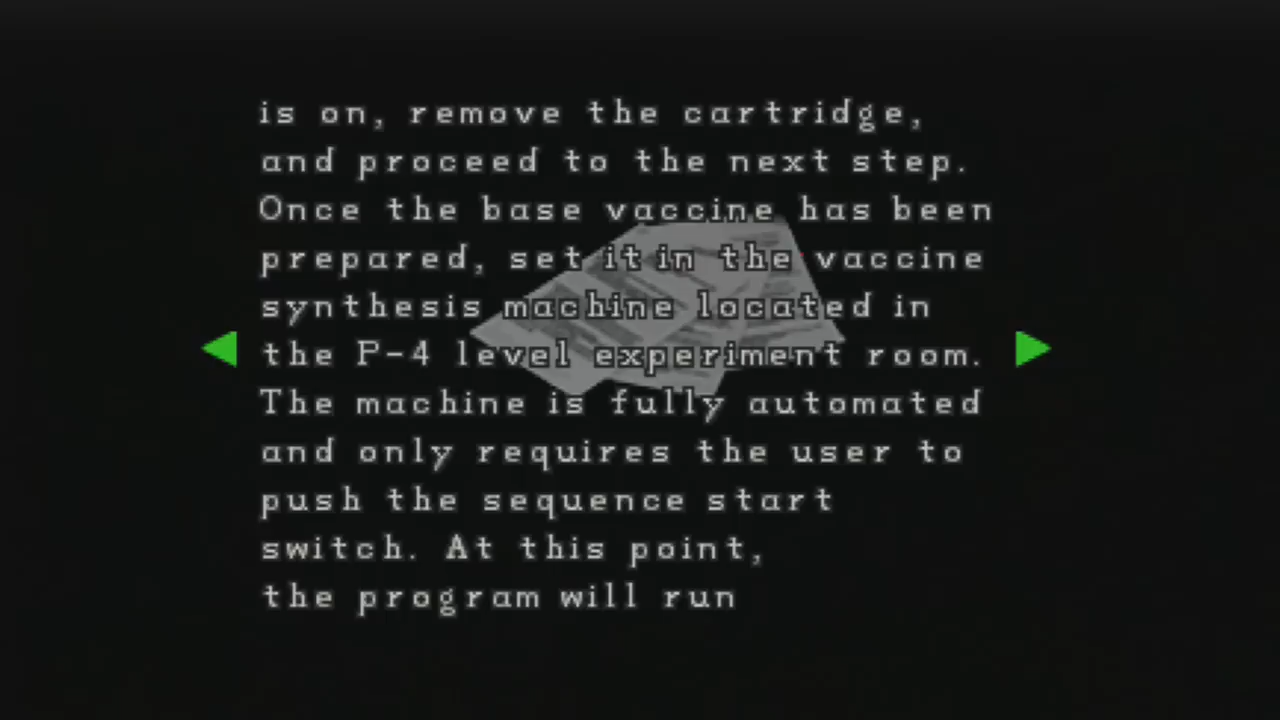 is on, remove the cartridge,
and proceed to the next step.
Once the base vaccine has been
prepared, set it in the vaccine
synthesis machine located in
the P-4 level experiment room.
The machine is fully automated
and only requires the user to
push the sequence start
switch. At this point,
the program will run